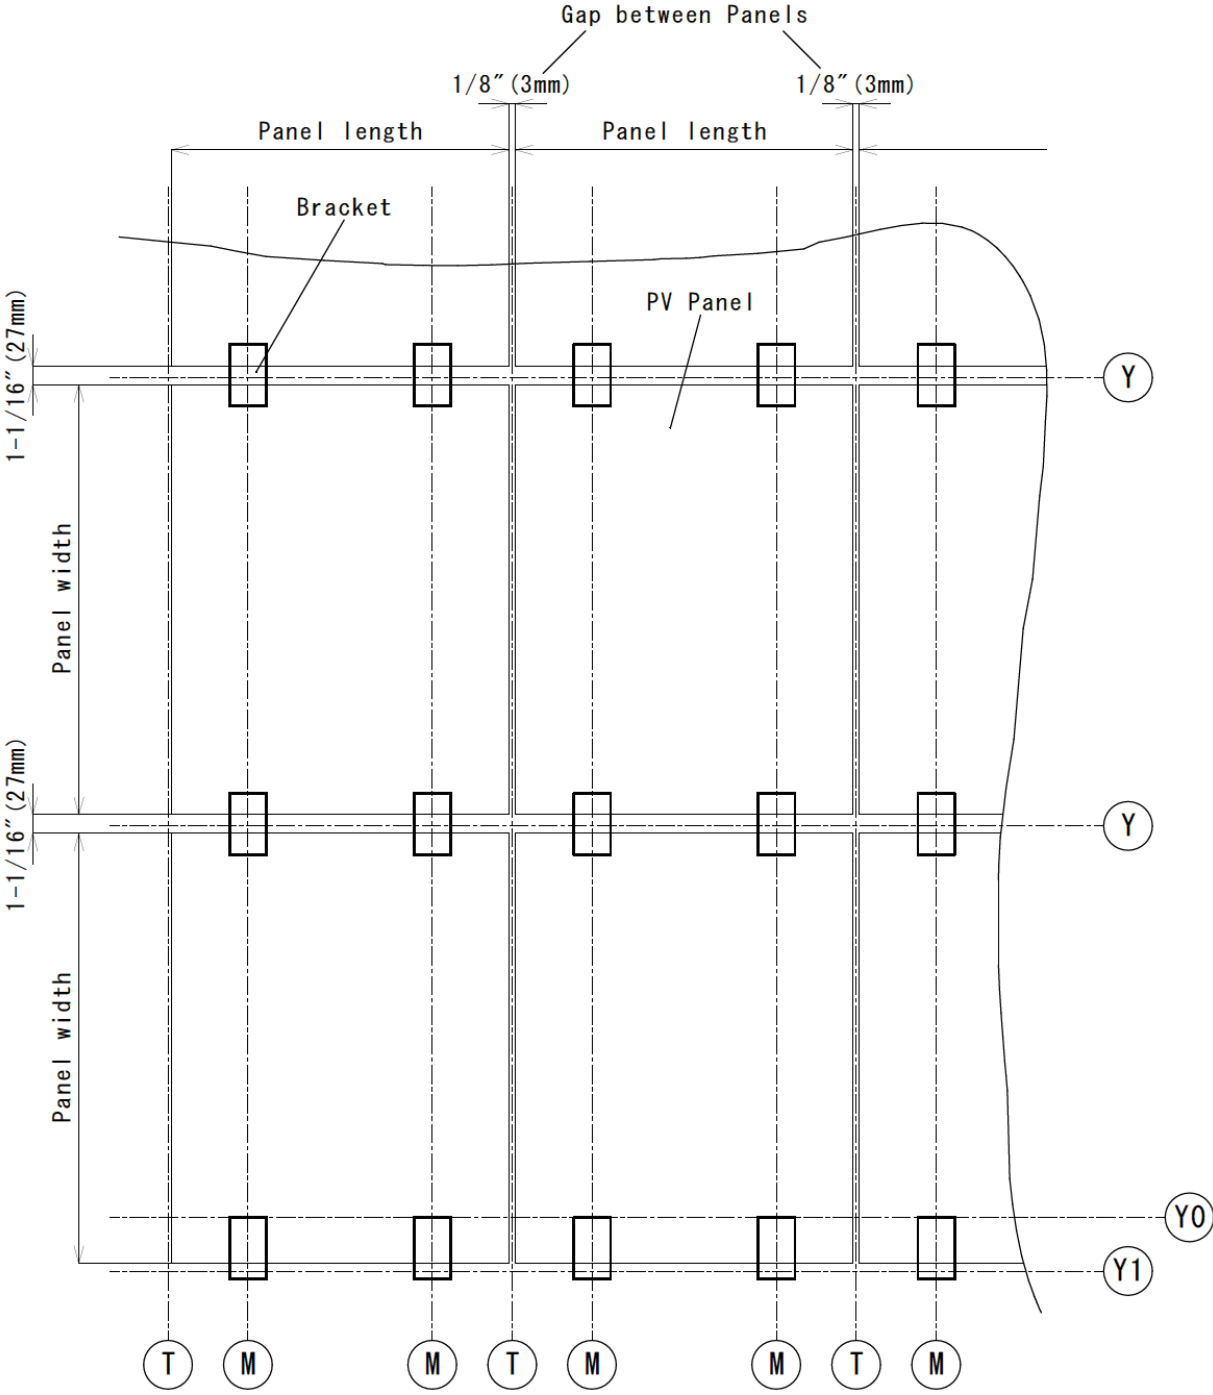 Gap between Panels
1/8"(3mm)
1/8"(3mm)
Panel length
Panel length
Bracket
PV Panel
1-1/16"(27mm)
Y
Panel width
1-1/16"(27mm)
Y
Panel width
Y0
Y1
T
M
M
T
M
M
T
M